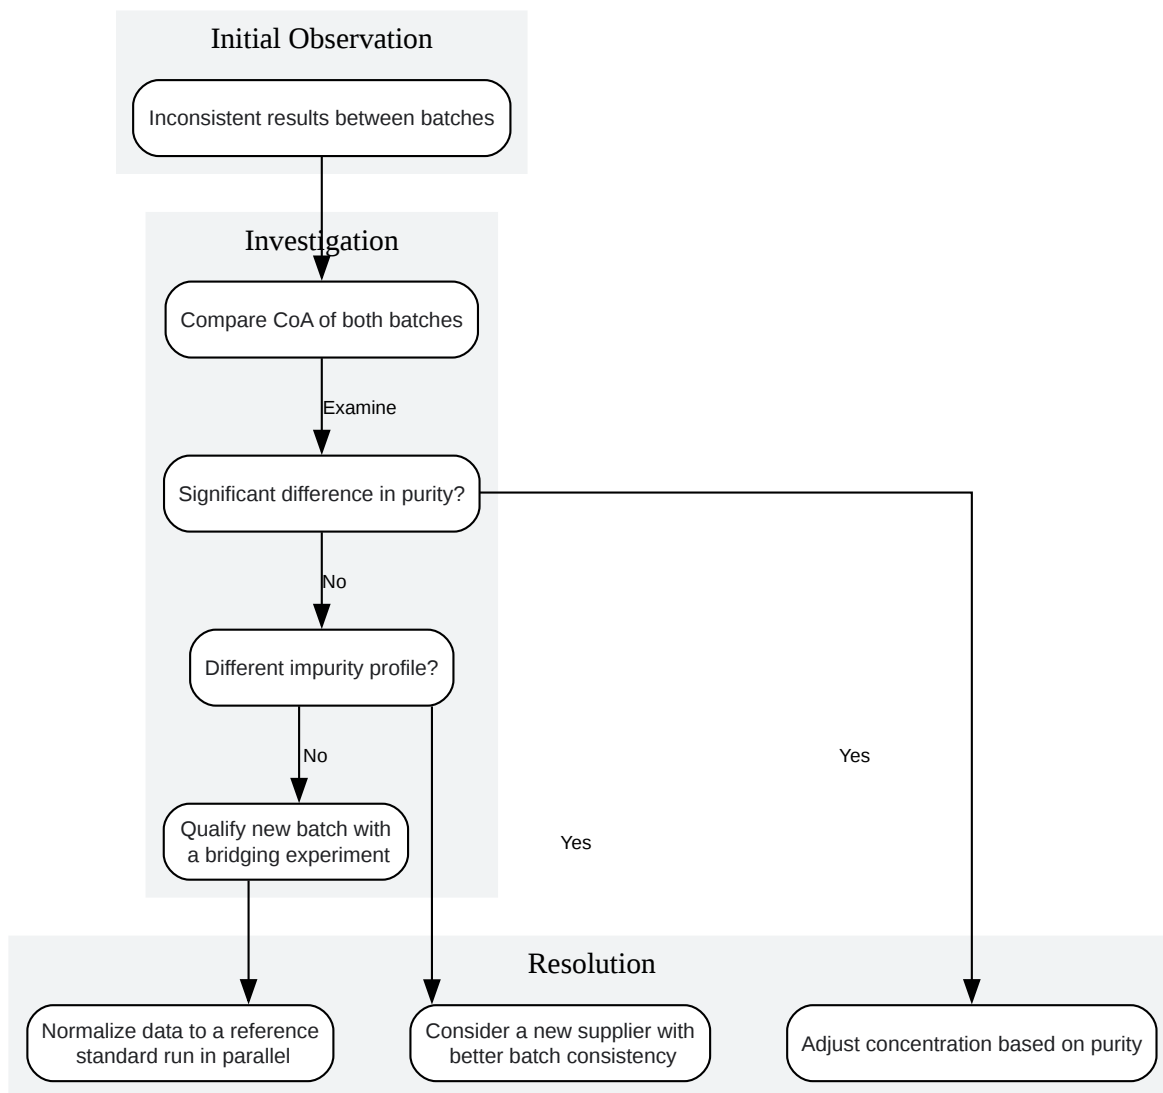 Initial Observation
Inconsistent results between batches
Investigation
Compare CoA of both batches
Examine
Significant difference in purity?
No
Different impurity profile?
No
Yes
Qualify new batch with
a bridging experiment
Yes
Resolution
Normalize data to a reference
standard run in parallel
Consider a new supplier with
better batch consistency
Adjust concentration based on purity